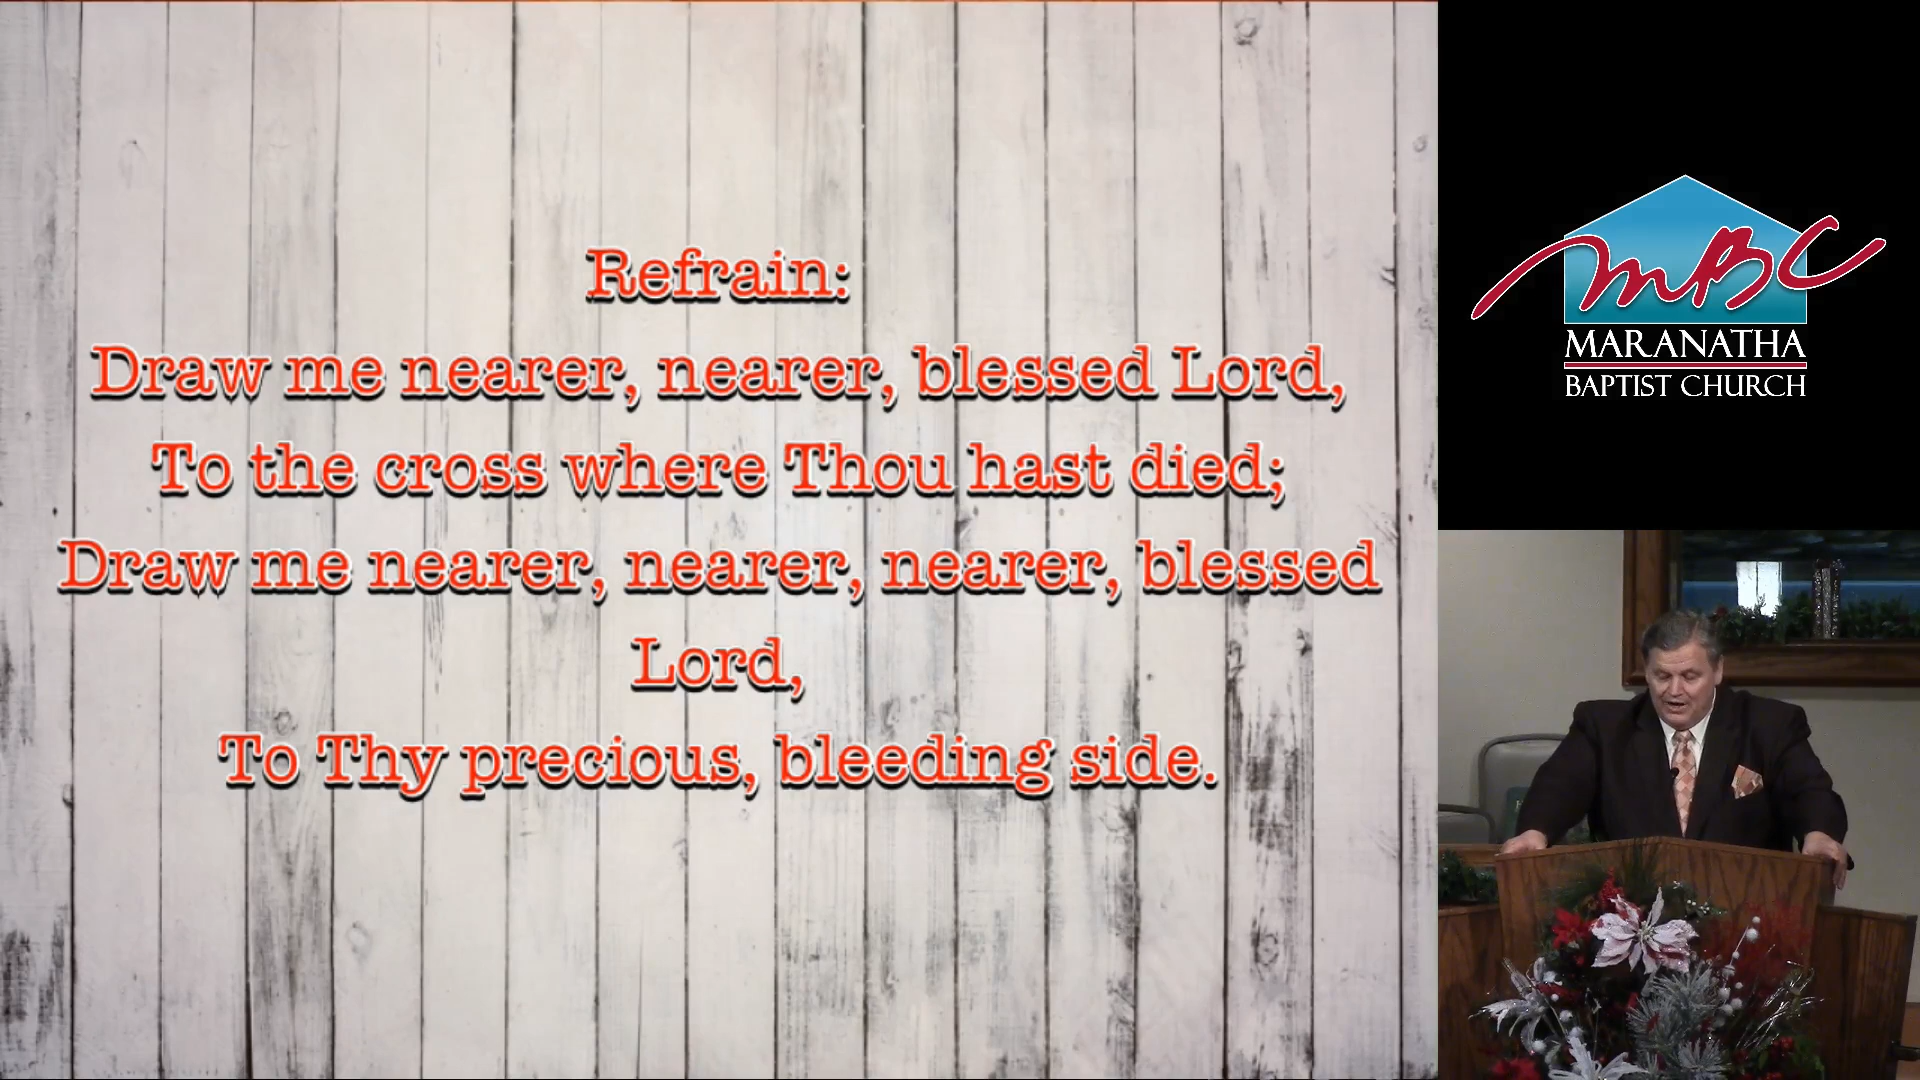 Refrain:
Draw me nearer, nearer, blessed Lord,
To the cross where Thou hast died;
Draw me nearer, nearer, nearer, blessed
Lord,
To Thy precious, bleeding side.
mBC
MARANATHA
BAPTIST CHURCH